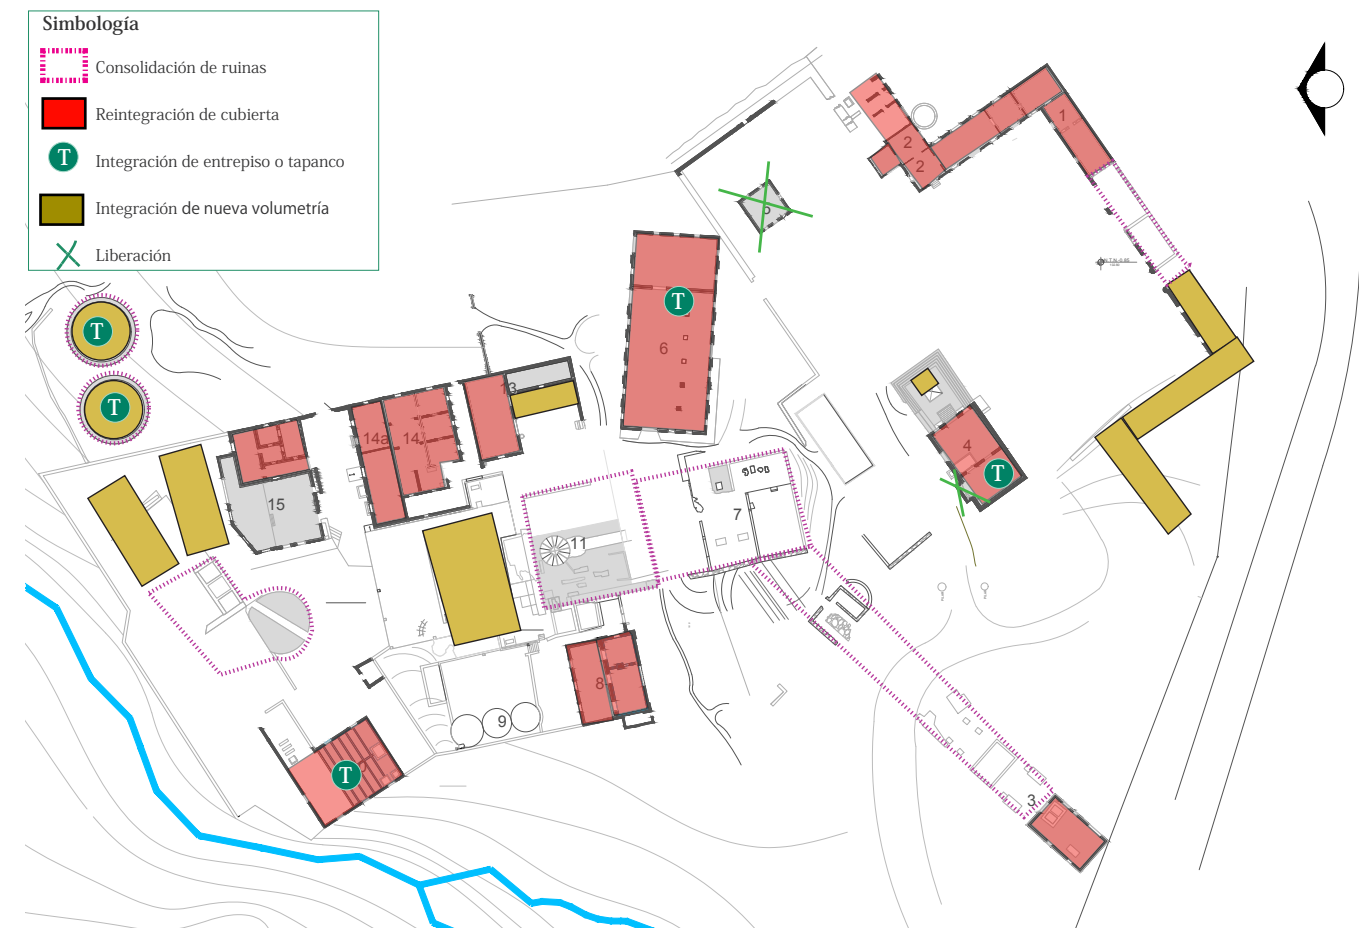 Simbología
Consolidación de ruinas
Reintegración de cubierta
T Integración de entrepiso o tapanco
Integración de nueva volumetría
Liberación
1
2
2
5
T
6
T
T
13
14a
14
4
T
15
7
11
8
9
T
3